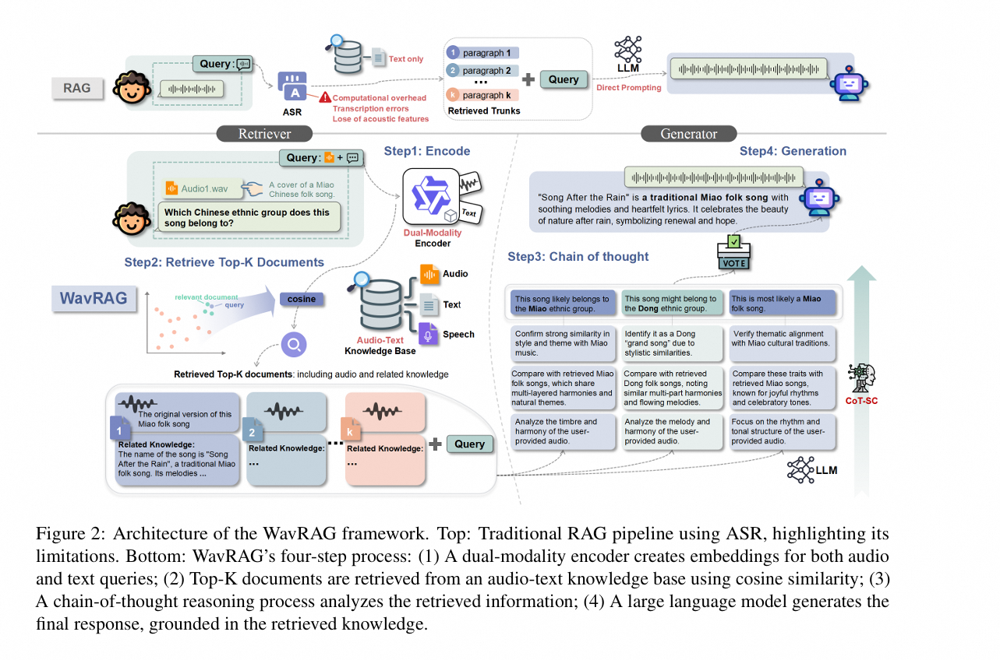 RAG
Query:
ASR
Text only
Computational overhead
Transcription errors
Lose of acoustic features
1 paragraph 1
2 paragraph 2
...
k paragraph k
Retrieved Trunks
+ Query
LLM
Direct Prompting
Retriever
Generator
WavRAG
Step1: Encode
Query: +
Audio1.wav
A cover of a Miao
Chinese folk song.
Which Chinese ethnic group does this
song belong to?
Text
Dual-Modality
Encoder
Step2: Retrieve Top-K Documents
relevant document
query
cosine
Audio
Text
Speech
Audio-Text
Knowledge Base
Retrieved Top-K documents: including audio and related knowledge
The original version of this
Miao folk song
1
Related Knowledge:
The name of the song is "Song
After the Rain", a traditional Miao
folk song. Its melodies ...
2
Related Knowledge:
...
...
k
Related Knowledge:
...
+ Query
Step4: Generation
"Song After the Rain" is a traditional Miao folk song with
soothing melodies and heartfelt lyrics. It celebrates the beauty
of nature after rain, symbolizing renewal and hope.
Step3: Chain of thought
VOTE
This song likely belongs to
the Miao ethnic group.
This song might belong to
the Dong ethnic group.
This is most likely a Miao
folk song.
Confirm strong similarity in
style and theme with Miao
music.
Identify it as a Dong
“grand song” due to
stylistic similarities.
Verify thematic alignment
with Miao cultural traditions.
Compare with retrieved Miao
folk songs, which share
multi-layered harmonies and
natural themes.
Compare with retrieved
Dong folk songs, noting
similar multi-part harmonies
and flowing melodies.
Compare these traits with
retrieved Miao songs,
known for joyful rhythms
and celebratory tones.
Analyze the timbre and
harmony of the user-
provided audio.
Analyze the melody and
harmony of the user-
provided audio.
Focus on the rhythm and
tonal structure of the user-
provided audio.
CoT-SC
LLM
Figure 2: Architecture of the WavRAG framework. Top: Traditional RAG pipeline using ASR, highlighting its
limitations. Bottom: WavRAG's four-step process: (1) A dual-modality encoder creates embeddings for both audio
and text queries; (2) Top-K documents are retrieved from an audio-text knowledge base using cosine similarity; (3)
A chain-of-thought reasoning process analyzes the retrieved information; (4) A large language model generates the
final response, grounded in the retrieved knowledge.